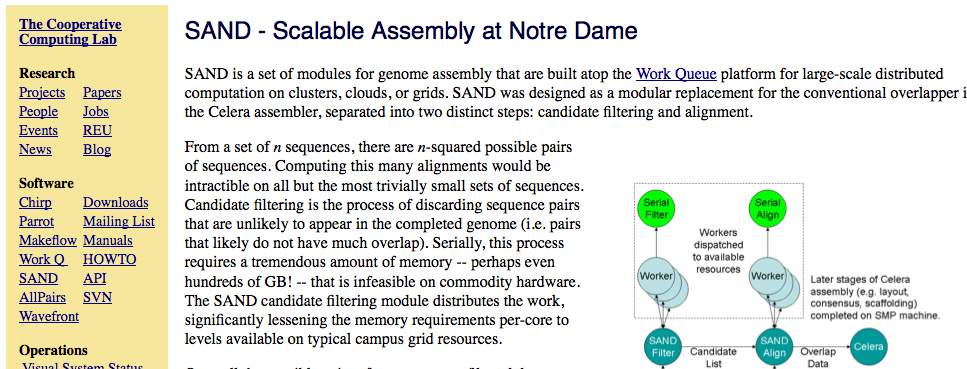 The Cooperative
Computing Lab
Research
Projects Papers
People Jobs
Events REU
News Blog
Software
Chirp Downloads
Parrot Mailing List
Makeflow Manuals
Work Q HOWTO
SAND API
AllPairs SVN
Wavefront
Operations
Visual System Status
SAND - Scalable Assembly at Notre Dame
SAND is a set of modules for genome assembly that are built atop the Work Queue platform for large-scale distributed
computation on clusters, clouds, or grids. SAND was designed as a modular replacement for the conventional overlapper i
the Celera assembler, separated into two distinct steps: candidate filtering and alignment.
From a set of n sequences, there are n-squared possible pairs
of sequences. Computing this many alignments would be
intractible on all but the most trivially small sets of sequences.
Candidate filtering is the process of discarding sequence pairs
that are unlikely to appear in the completed genome (i.e. pairs
that likely do not have much overlap). Serially, this process
requires a tremendous amount of memory -- perhaps even
hundreds of GB! -- that is infeasible on commodity hardware.
The SAND candidate filtering module distributes the work,
significantly lessening the memory requirements per-core to
levels available on typical campus grid resources.
Serial
Filter
Serial
Align
Workers
dispatched
to available
resources
Worker
Worker
Later stages of Celera
assembly (e.g. layout,
consensus, scaffolding)
completed on SMP machine.
SAND
Filter
Candidate
List
SAND
Align
Overlap
Data
Celera